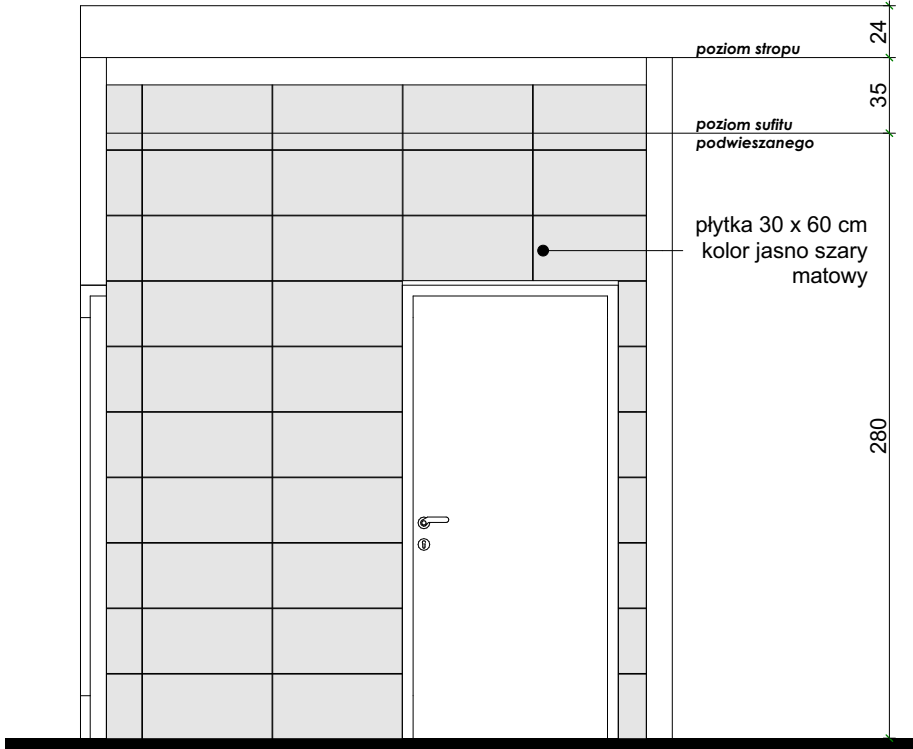 24
poziom stropu
35
poziom sufitu
podwieszanego
płytka 30 x 60 cm
kolor jasno szary
matowy
280